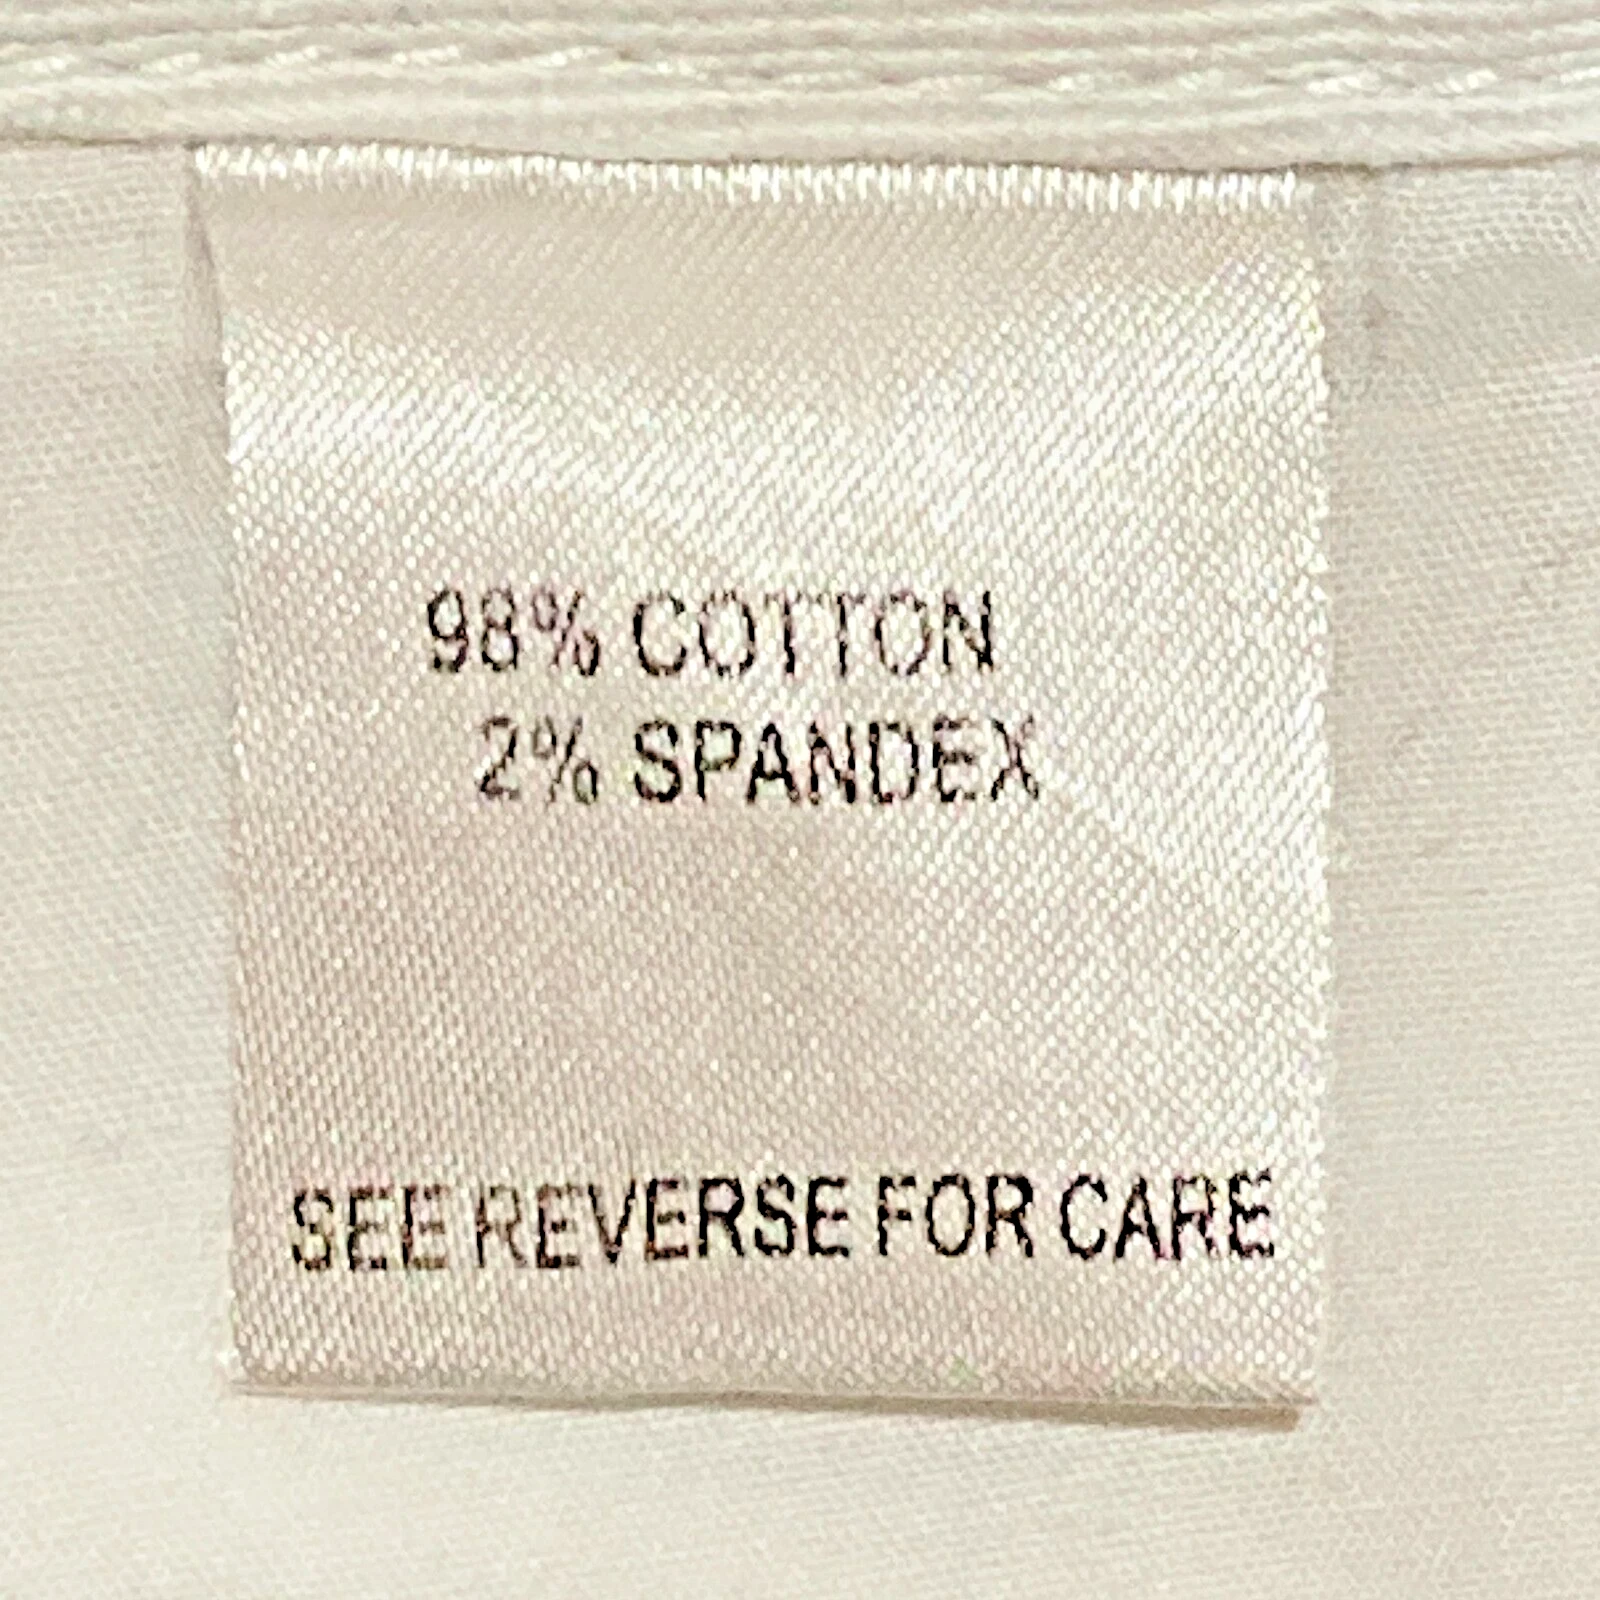 98% COTTON
2% SPANDEX
SEE REVERSE FOR CARE